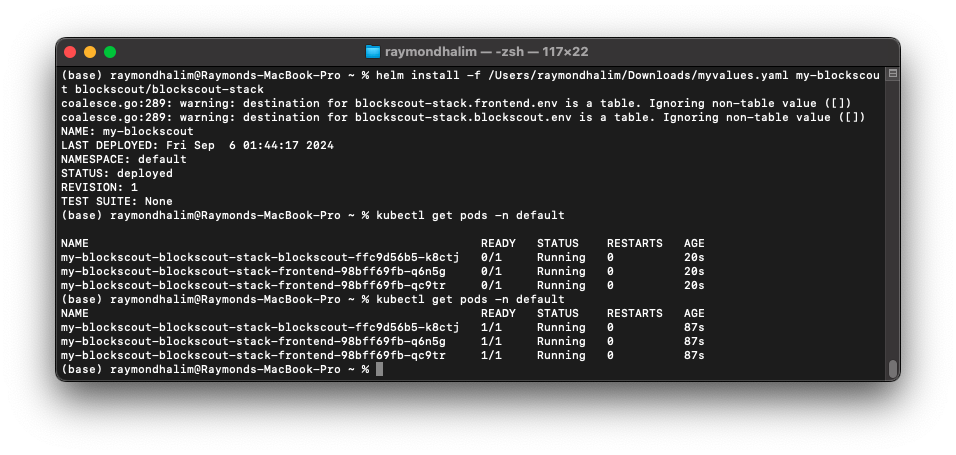 raymondhalim — -zsh — 117×22
(base) raymondhalim@Raymonds-MacBook-Pro ~ % helm install -f /Users/raymondhalim/Downloads/myvalues.yaml my-blockscou
t blockscout/blockscout-stack
coalesce.go:289: warning: destination for blockscout-stack.frontend.env is a table. Ignoring non-table value ([])
coalesce.go:289: warning: destination for blockscout-stack.blockscout.env is a table. Ignoring non-table value ([])
NAME: my-blockscout
LAST DEPLOYED: Fri Sep  6 01:44:17 2024
NAMESPACE: default
STATUS: deployed
REVISION: 1
TEST SUITE: None
(base) raymondhalim@Raymonds-MacBook-Pro ~ % kubectl get pods -n default
NAME                                                        READY   STATUS    RESTARTS   AGE
my-blockscout-blockscout-stack-blockscout-ffc9d56b5-k8ctj   0/1     Running   0          20s
my-blockscout-blockscout-stack-frontend-98bff69fb-q6n5g     0/1     Running   0          20s
my-blockscout-blockscout-stack-frontend-98bff69fb-qc9tr     0/1     Running   0          20s
(base) raymondhalim@Raymonds-MacBook-Pro ~ % kubectl get pods -n default
NAME                                                        READY   STATUS    RESTARTS   AGE
my-blockscout-blockscout-stack-blockscout-ffc9d56b5-k8ctj   1/1     Running   0          87s
my-blockscout-blockscout-stack-frontend-98bff69fb-q6n5g     1/1     Running   0          87s
my-blockscout-blockscout-stack-frontend-98bff69fb-qc9tr     1/1     Running   0          87s
(base) raymondhalim@Raymonds-MacBook-Pro ~ %